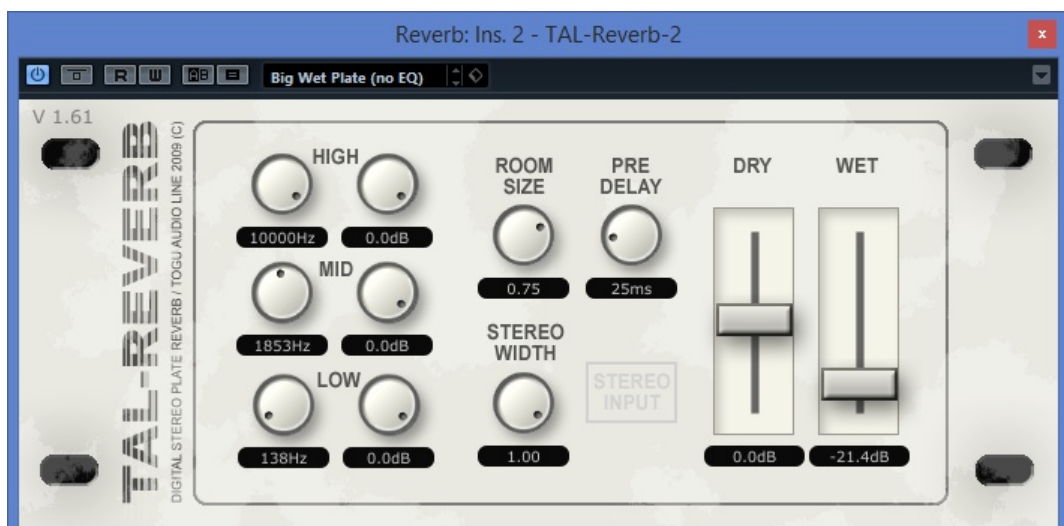 Reverb: Ins. 2 - TAL-Reverb-2
x
R W AB
Big Wet Plate (no EQ)
V 1.61
TAL-REVERB
DIGITAL STEREO PLATE REVERB / TOGU AUDIO LINE 2009 (C)
HIGH
10000Hz 0.0dB
MID
1853Hz 0.0dB
LOW
138Hz 0.0dB
ROOM
SIZE
0.75
PRE
DELAY
25ms
STEREO
WIDTH
1.00
STEREO
INPUT
DRY
0.0dB
WET
-21.4dB